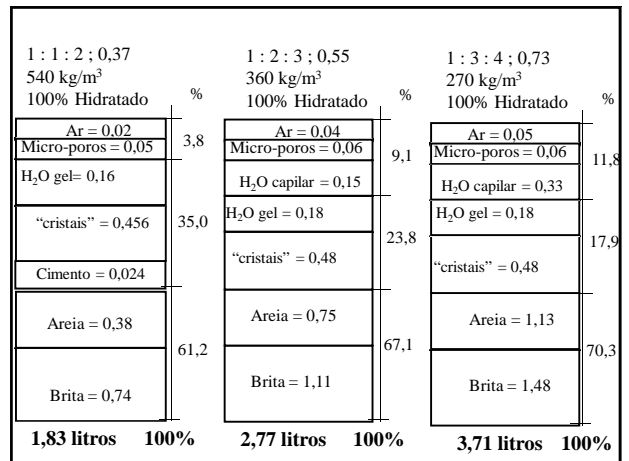 1 : 1 : 2 ; 0,37
540 kg/m³
100% Hidratado
%
Ar = 0,02
Micro-poros = 0,05
3,8
H₂O gel= 0,16
"cristais" = 0,456
35,0
Cimento = 0,024
Areia = 0,38
61,2
Brita = 0,74
1,83 litros 100%
1 : 2 : 3 ; 0,55
360 kg/m³
100% Hidratado
%
Ar = 0,04
Micro-poros = 0,06
9,1
H₂O capilar = 0,15
H₂O gel = 0,18
23,8
"cristais" = 0,48
Areia = 0,75
67,1
Brita = 1,11
2,77 litros 100%
1 : 3 : 4 ; 0,73
270 kg/m³
100% Hidratado
%
Ar = 0,05
Micro-poros = 0,06
11,8
H₂O capilar = 0,33
H₂O gel = 0,18
17,9
"cristais" = 0,48
Areia = 1,13
70,3
Brita = 1,48
3,71 litros 100%